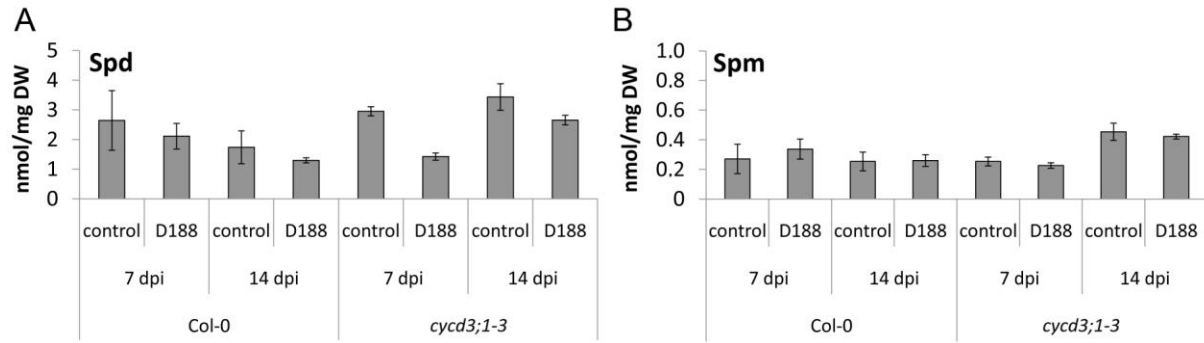 A
Spd
nmol/mg DW
5
4
3
2
1
0
control D188 control D188 control D188 control D188
7 dpi 14 dpi 7 dpi 14 dpi
Col-0 cycd3;1-3
B
Spm
nmol/mg DW
1.0
0.8
0.6
0.4
0.2
0
control D188 control D188 control D188 control D188
7 dpi 14 dpi 7 dpi 14 dpi
Col-0 cycd3;1-3